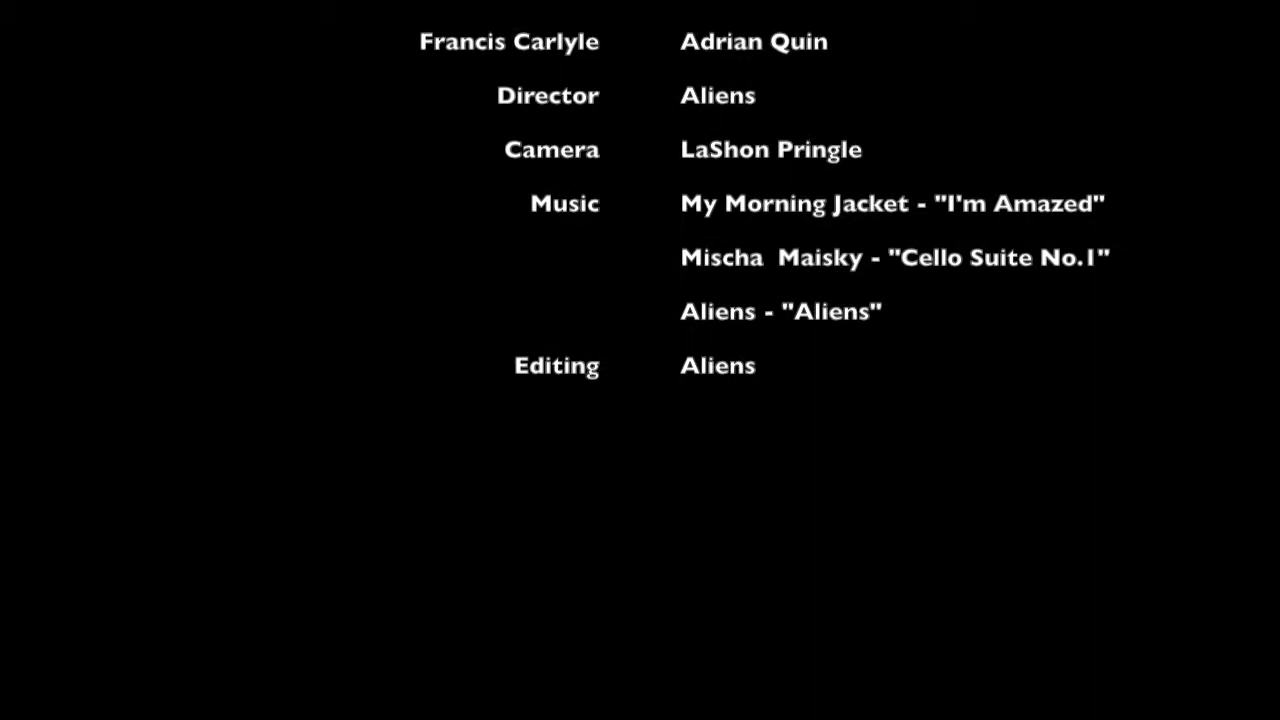 Francis Carlyle Adrian Quin
Director Aliens
Camera LaShon Pringle
Music My Morning Jacket - "I'm Amazed"
Mischa  Maisky - "Cello Suite No.1"
Aliens - "Aliens"
Editing Aliens